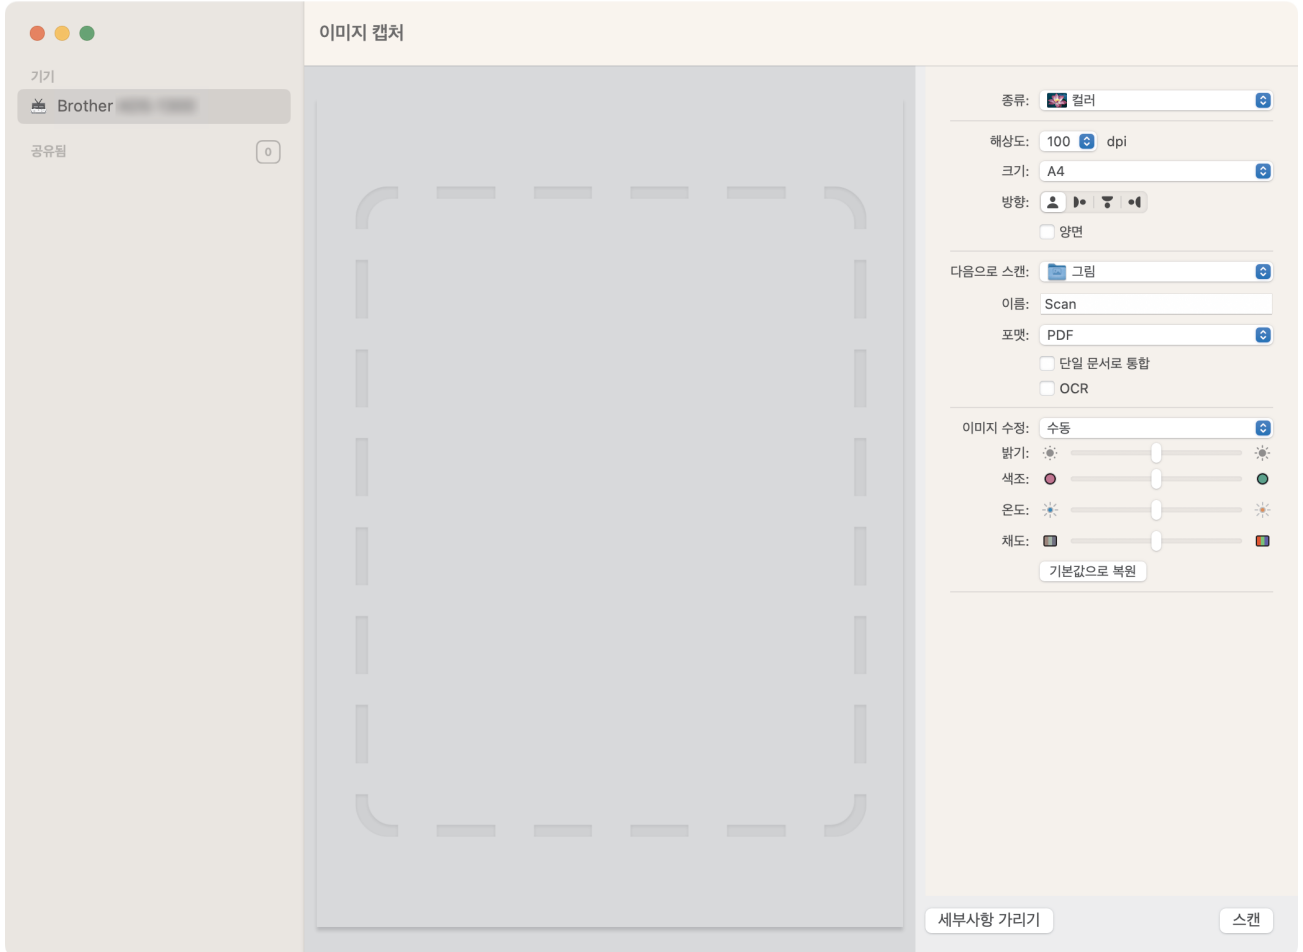 이미지 캡처
기기
Brother
공유됨
0
종류: 컬러
해상도: 100 dpi
크기: A4
방향:
양면
다음으로 스캔: 그림
이름: Scan
포맷: PDF
단일 문서로 통합
OCR
이미지 수정: 수동
밝기:
색조:
온도:
채도:
기본값으로 복원
세부사항 가리기
스캔